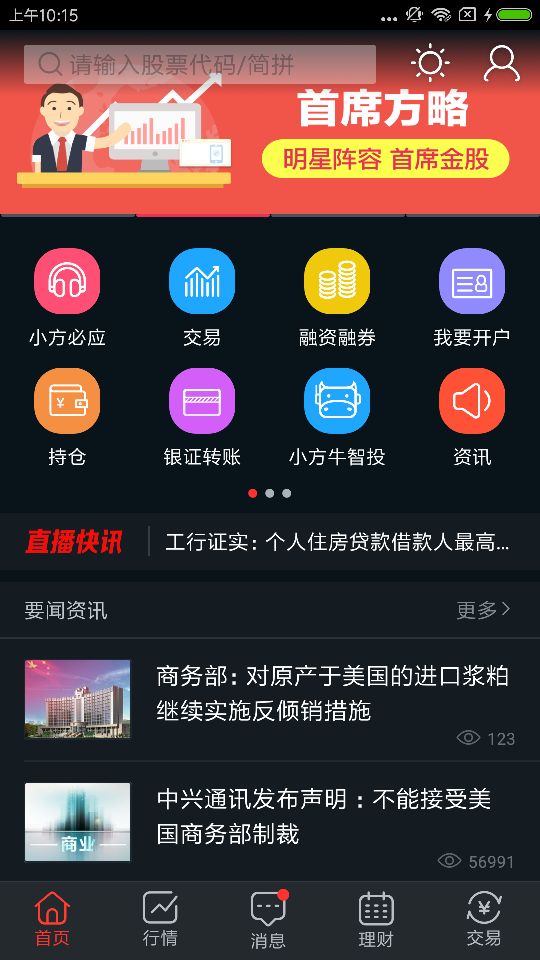 上午10:15
请输入股票代码/简拼
首席方略
明星阵容 首席金股
小方必应
交易
融资融券
我要开户
持仓
银证转账
小方牛智投
资讯
直播快讯
工行证实：个人住房贷款借款人最高...
要闻资讯
更多
商务部：对原产于美国的进口浆粕
继续实施反倾销措施
123
中兴通讯发布声明：不能接受美
国商务部制裁
商业
56991
首页
行情
消息
理财
交易